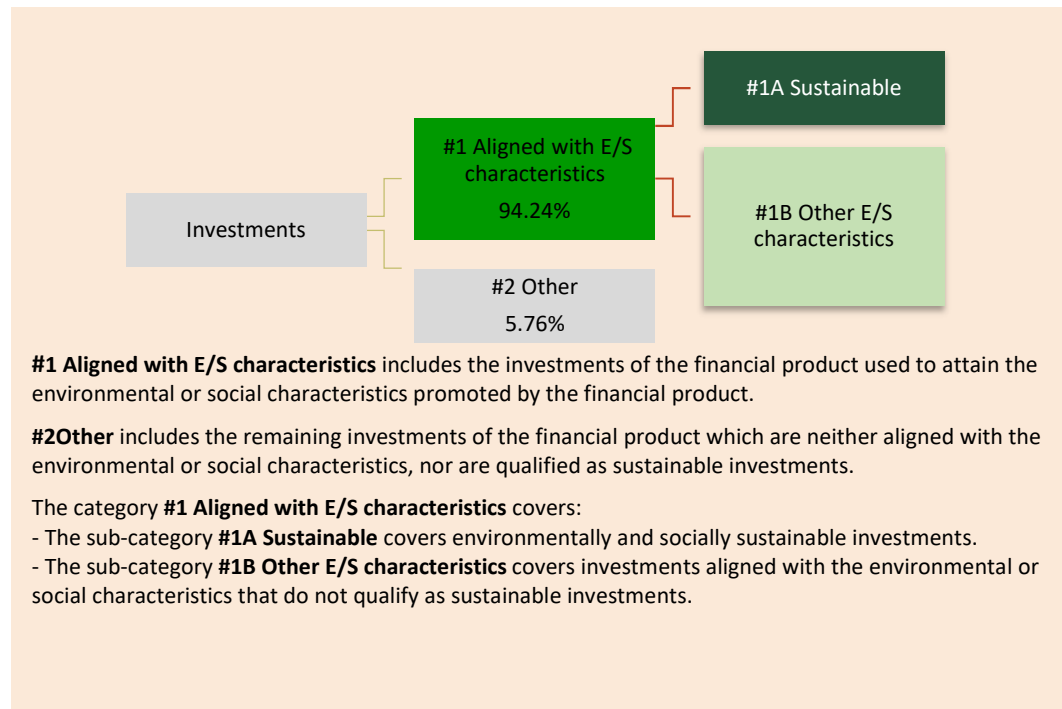 #1A Sustainable
#1 Aligned with E/S
characteristics
94.24%
#1B Other E/S
characteristics
Investments
#2 Other
5.76%
#1 Aligned with E/S characteristics includes the investments of the financial product used to attain the
environmental or social characteristics promoted by the financial product.
#2Other includes the remaining investments of the financial product which are neither aligned with the
environmental or social characteristics, nor are qualified as sustainable investments.
The category #1 Aligned with E/S characteristics covers:
- The sub-category #1A Sustainable covers environmentally and socially sustainable investments.
- The sub-category #1B Other E/S characteristics covers investments aligned with the environmental or
social characteristics that do not qualify as sustainable investments.